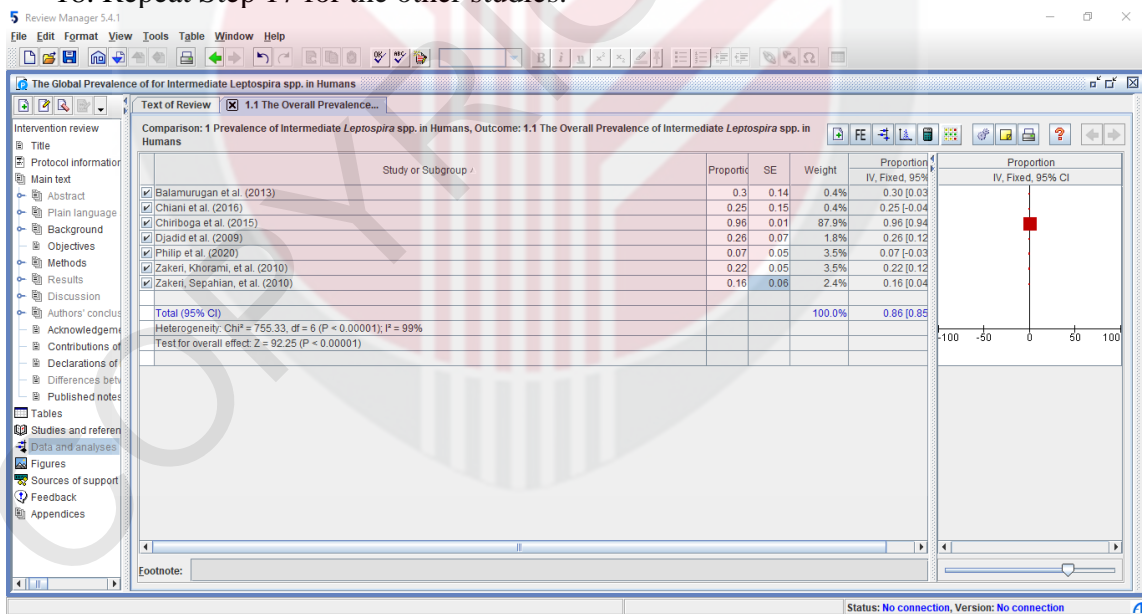 18. Repeat Step 17 for the other studies.
Review Manager 5.4.1
File Edit Format View Tools Table Window Help
The Global Prevalence of for Intermediate Leptospira spp. in Humans
Text of Review 1.1 The Overall Prevalence...
Intervention review
Title
Protocol information
Main text
Abstract
Plain language
Background
Objectives
Methods
Results
Discussion
Authors' conclus
Acknowledgeme
Contributions of
Declarations of
Differences betv
Published notes
Tables
Studies and referen
Data and analyses
Figures
Sources of support
Feedback
Appendices
Comparison: 1 Prevalence of Intermediate Leptospira spp. in Humans, Outcome: 1.1 The Overall Prevalence of Intermediate Leptospira spp. in
Humans
FE
Study or Subgroup Proportic SE Weight Proportion IV, Fixed, 95% Proportion IV, Fixed, 95% CI
Balamurugan et al. (2013) 0.3 0.14 0.4% 0.30 [0.03
Chiani et al. (2016) 0.25 0.15 0.4% 0.25 [-0.04
Chiriboga et al. (2015) 0.96 0.01 87.9% 0.96 [0.94
Djadid et al. (2009) 0.26 0.07 1.8% 0.26 [0.12
Philip et al. (2020) 0.07 0.05 3.5% 0.07 [-0.03
Zakeri, Khorami, et al. (2010) 0.22 0.05 3.5% 0.22 [0.12
Zakeri, Sepahian, et al. (2010) 0.16 0.06 2.4% 0.16 [0.04
Total (95% CI) 100.0% 0.86 [0.85
Heterogeneity: Chi² = 755.33, df = 6 (P < 0.00001); I² = 99%
Test for overall effect: Z = 92.25 (P < 0.00001)
-100 -50 0 50 100
Footnote:
Status: No connection, Version: No connection
COPYRIG